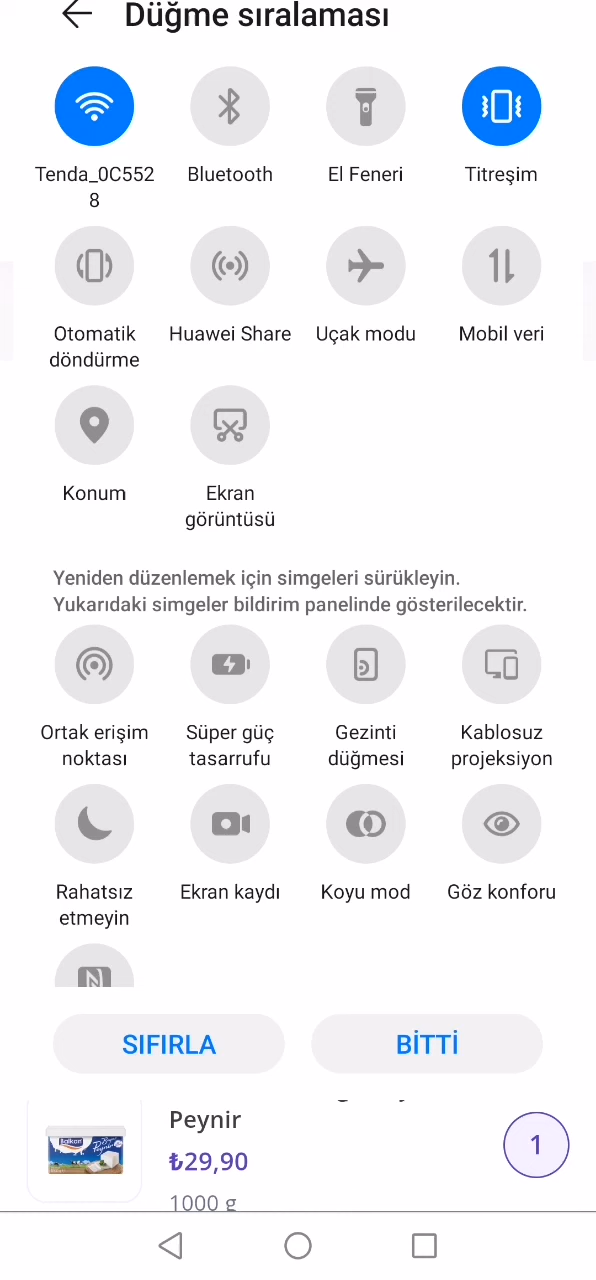 Düğme sıralaması
Tenda_0C552
8
Bluetooth
El Feneri
Titreşim
Otomatik
döndürme
Huawei Share
Uçak modu
Mobil veri
Konum
Ekran
görüntüsü
Yeniden düzenlemek için simgeleri sürükleyin.
Yukarıdaki simgeler bildirim panelinde gösterilecektir.
Ortak erişim
noktası
Süper güç
tasarrufu
Gezinti
düğmesi
Kablosuz
projeksiyon
Rahatsız
etmeyin
Ekran kaydı
Koyu mod
Göz konforu
SIFIRLA
BİTTİ
Peynir
₺29,90
1000 g
1